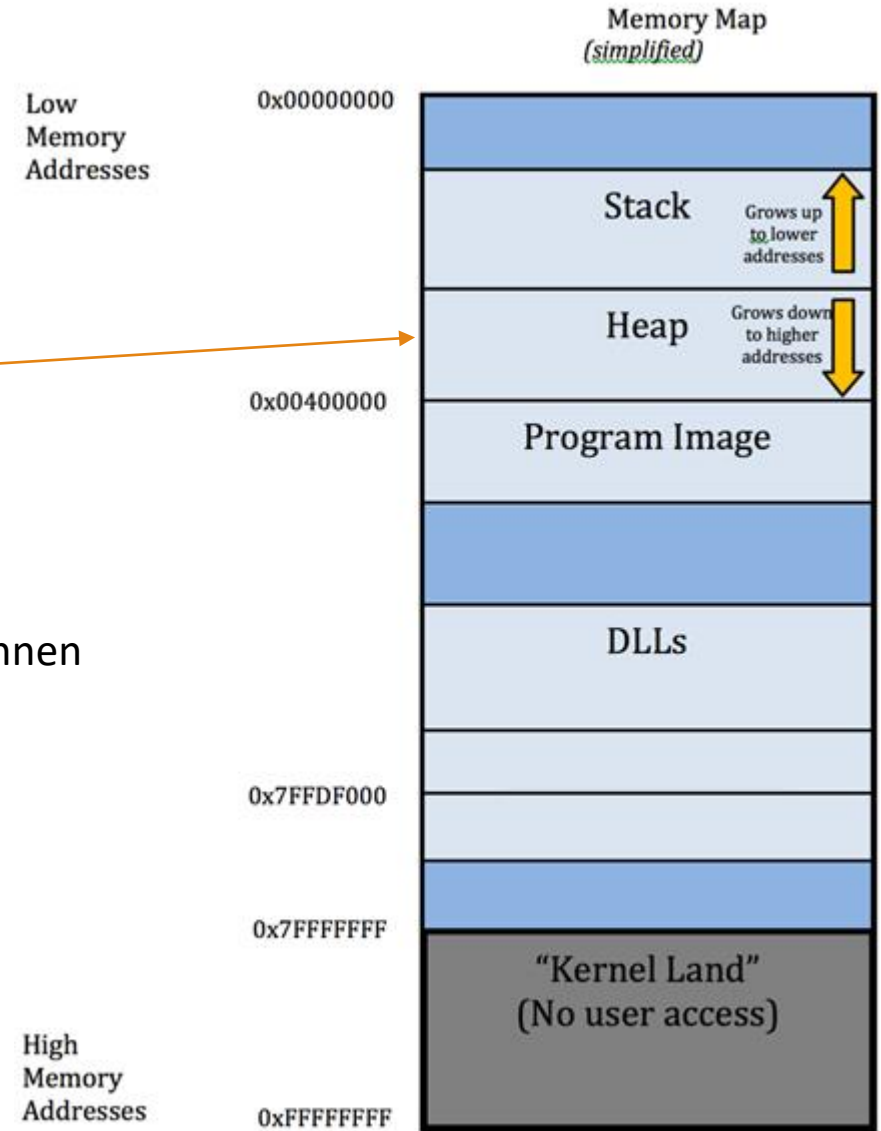 Memory Map
(simplified)
Low
Memory
Addresses
0x00000000
Stack
Grows up
to lower
addresses
Heap
Grows down
to higher
addresses
0x00400000
Program Image
nnen
DLLs
0x7FFDF000
0x7FFFFFFF
“Kernel Land”
(No user access)
High
Memory
Addresses
0xFFFFFFFF